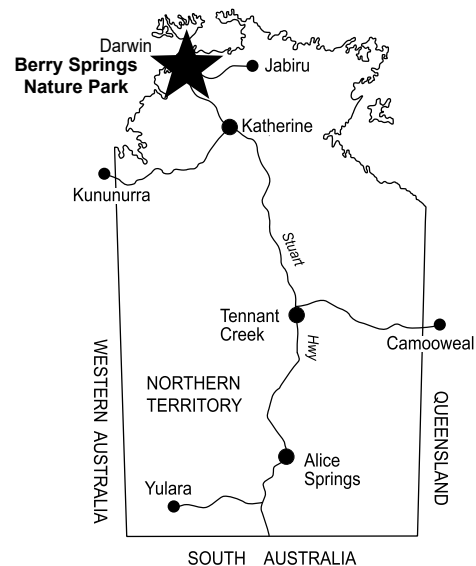 Darwin
Berry Springs
Nature Park
Jabiru
Katherine
Kununurra
Stuart
Tennant
Creek
Hwy
Camooweal
WESTERN AUSTRALIA
NORTHERN
TERRITORY
QUEENSLAND
Alice
Springs
Yulara
SOUTH AUSTRALIA